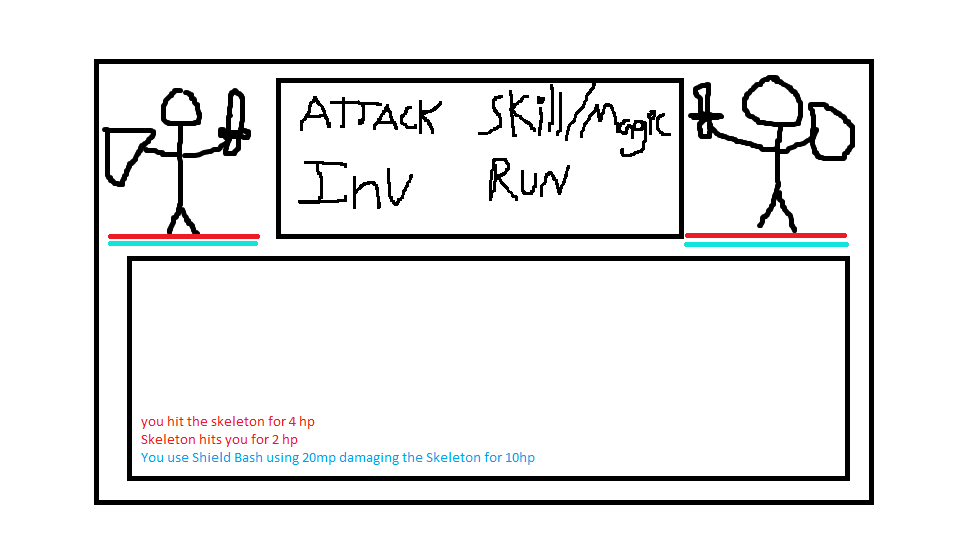 ATTACK Skill/Magic
Inv Run
you hit the skeleton for 4 hp
Skeleton hits you for 2 hp
You use Shield Bash using 20mp damaging the Skeleton for 10hp